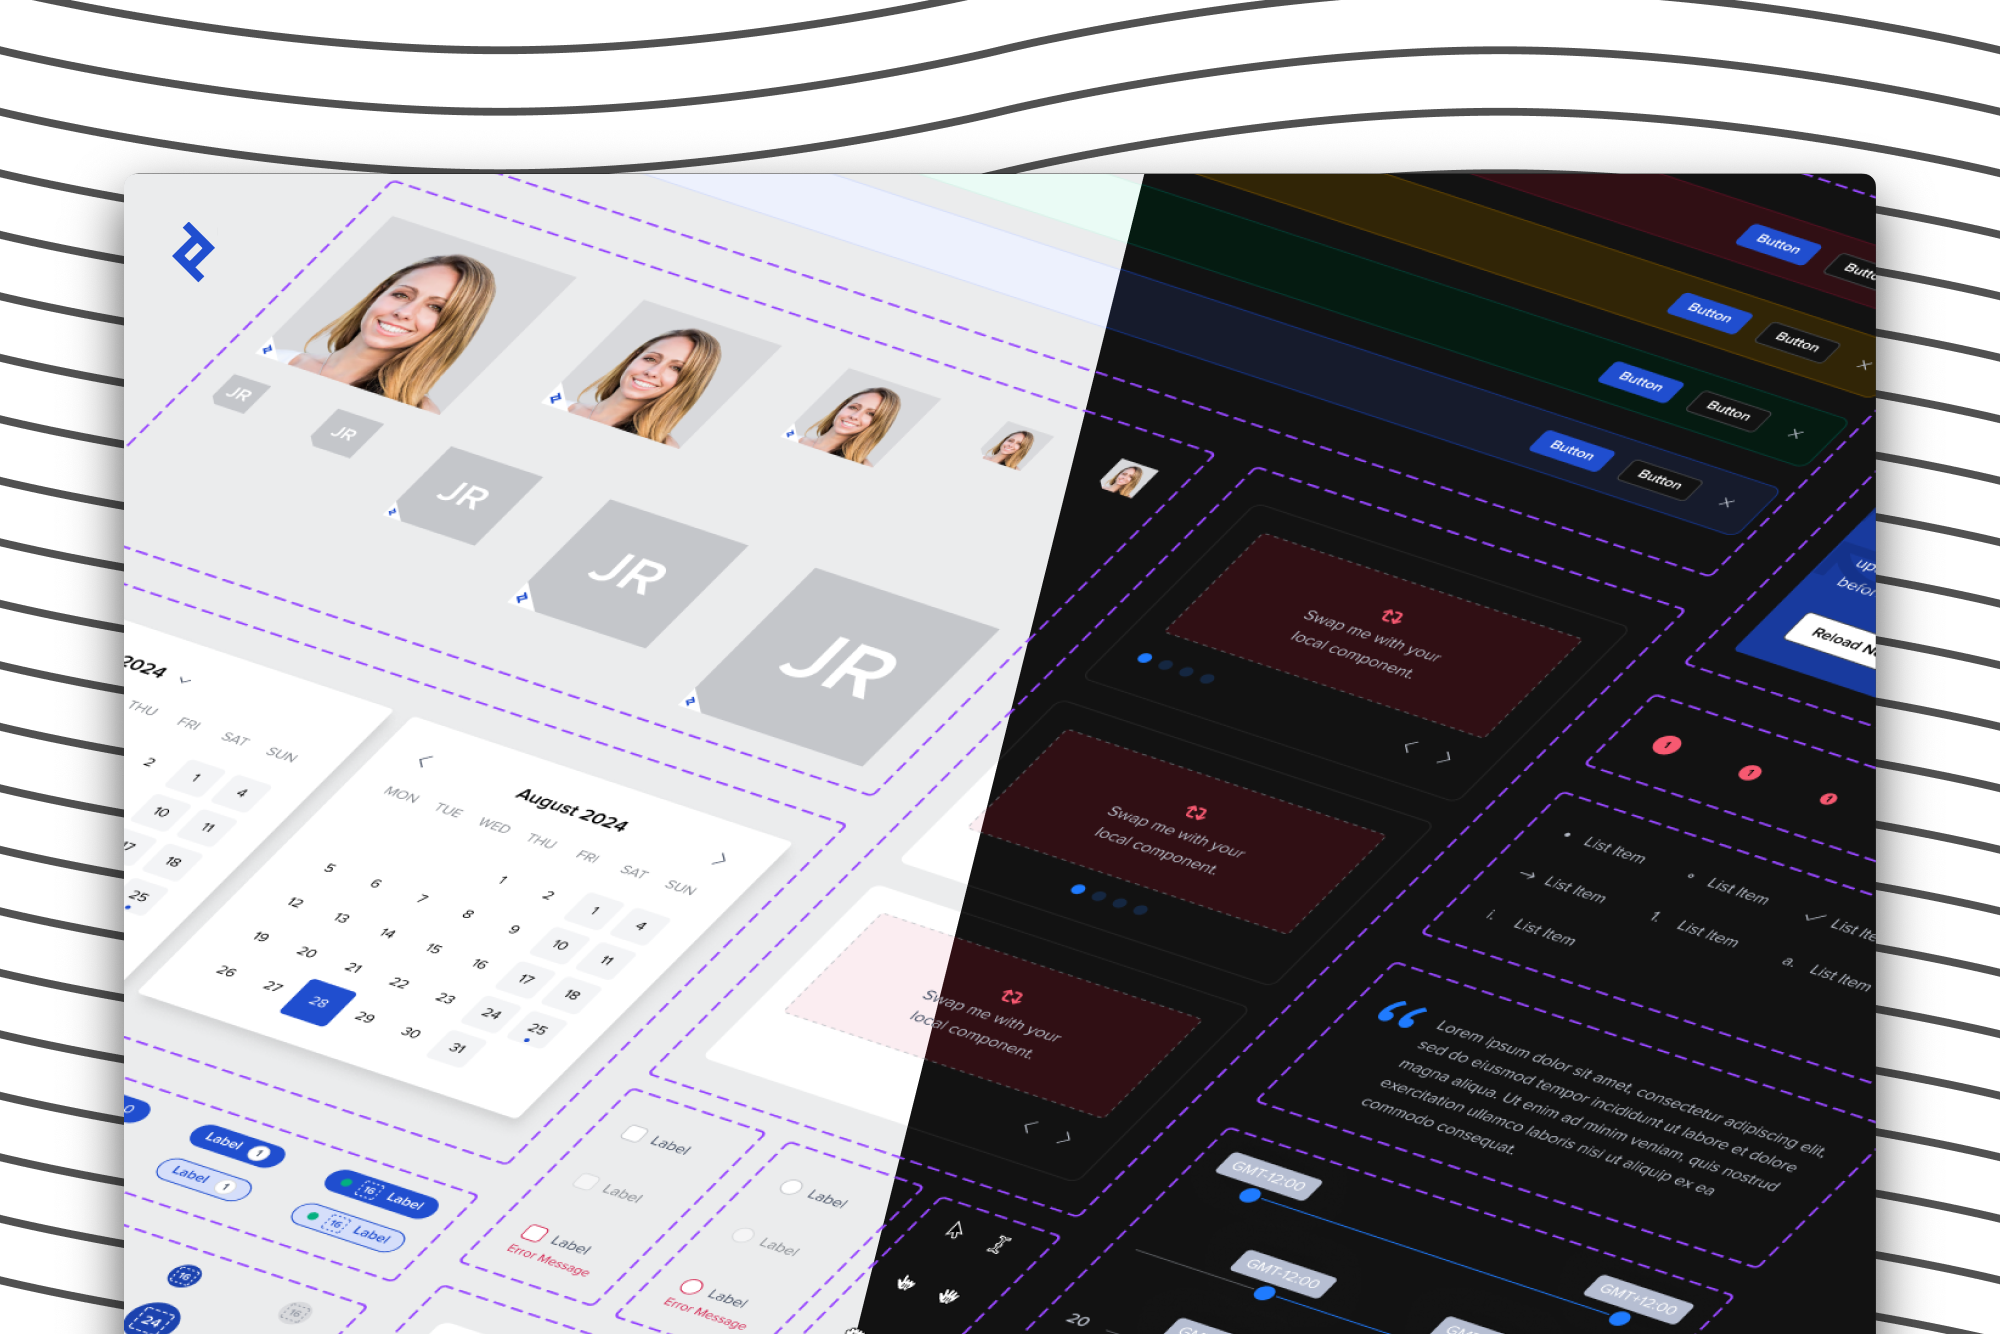 Button
Button
Button
Button
Button
Button
Button
JR
JR
JR
JR
JR
Swap me with your
local component.
Swap me with your
local component.
Swap me with your
local component.
Reload
1
1
1
2024
THU FRI SAT SUN
2 1 4
10 11
17 18
25
August 2024
MON TUE WED THU FRI SAT SUN
1 2 1 4
5 6 7 8 9 10 11
12 13 14 15 16 17 18
19 20 21 22 23 24 25
26 27 28 29 30 31
• List Item
◦ List Item
→ List Item
1. List Item
✓ List
i. List Item
a. List Item
“ Lorem ipsum dolor sit amet, consectetur adipiscing elit,
sed do eiusmod tempor incididunt ut labore et dolore
magna aliqua. Ut enim ad minim veniam, quis nostrud
exercitation ullamco laboris nisi ut aliquip ex ea
commodo consequat.
Label 1
Label 1
16 Label
16 Label
16
16
24
Label
Label
Label
Error Message
Label
Label
Label
Error Message
GMT-12:00
GMT-12:00
GMT+12:00
20